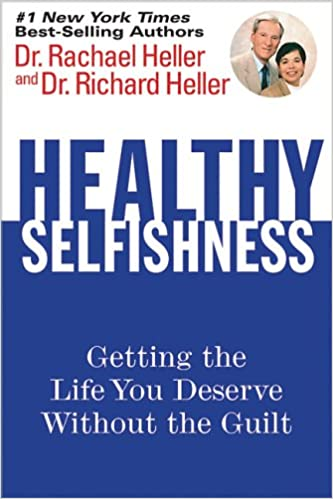 #1 New York Times
Best-Selling Authors
Dr. Rachael Heller
and Dr. Richard Heller
HEALTHY
SELFISHNESS
Getting the
Life You Deserve
Without the Guilt